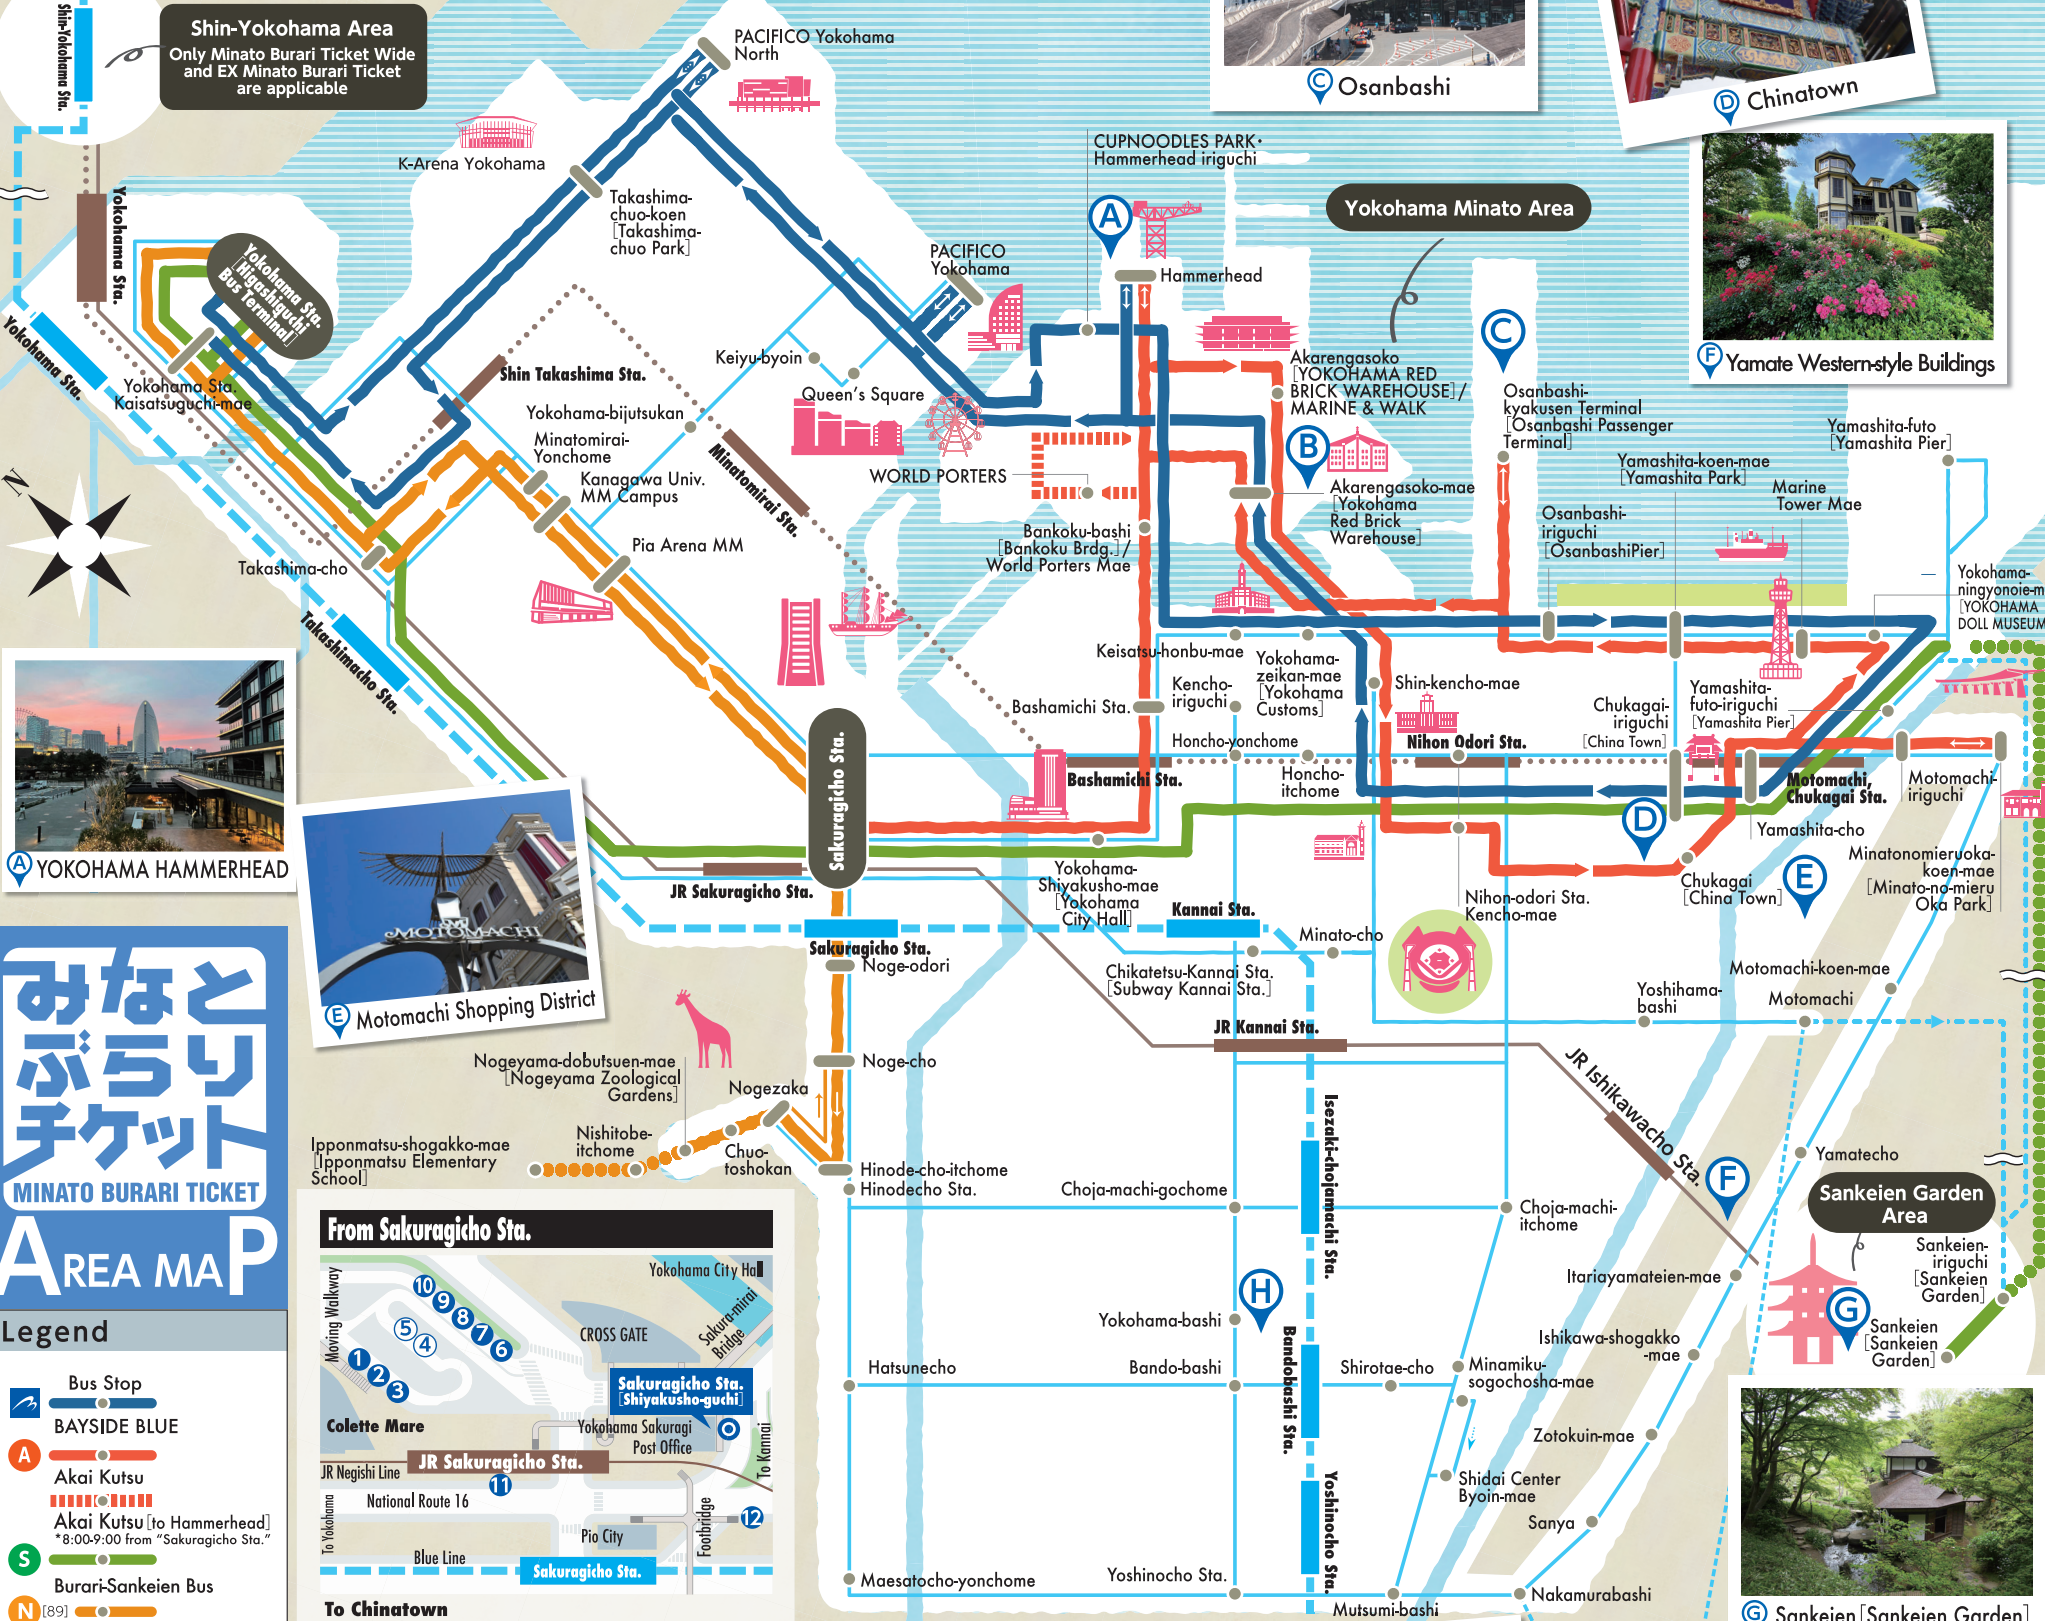 Shin-Yokohama Sta.
Shin-Yokohama Area
Only Minato Burari Ticket Wide
and EX Minato Burari Ticket
are applicable
PACIFICO Yokohama
North
K-Arena Yokohama
Takashima-
chuo-koen
[Takashima-
chuo Park]
C Osanbashi
D Chinatown
CUPNOODLES PARK・
Hammerhead iriguchi
A
Yokohama Minato Area
F Yamate Western-style Buildings
Yokohama Sta.
Yokohama Sta.
[Higashiguchi
Bus Terminal]
PACIFICO
Yokohama
Hammerhead
C
Yokohama Sta.
Yokohama Sta.
Kaisatsuguchi-mae
Shin Takashima Sta.
Keiyu-byoin
Queen's Square
Akarengasoko
[YOKOHAMA RED
BRICK WAREHOUSE]/
MARINE & WALK
Osanbashi-
kyakusen Terminal
[Osanbashi Passenger
Terminal]
Yamashita-futo
[Yamashita Pier]
Yokohama-bijutsukan
Minatomirai-
Yonchome
Kanagawa Univ.
MM Campus
Minatomirai Sta.
WORLD PORTERS
B
Akarengasoko-mae
[Yokohama
Red Brick
Warehouse]
Yamashita-koen-mae
[Yamashita Park]
Marine
Tower Mae
Osanbashi-
iriguchi
[OsanbashiPier]
N
Takashima-cho
Pia Arena MM
Bankoku-bashi
[Bankoku Brdg.]/
World Porters Mae
Yokohama-
ningyonoie-m
[YOKOHAMA
DOLL MUSEUM
Takashimacho Sta.
Keisatsu-honbu-mae
Yokohama-
zeikan-mae
[Yokohama
Customs]
Kencho-
iriguchi
Bashamichi Sta.
Shin-kencho-mae
Chukagai-
iriguchi
[China Town]
Yamashita-
futo-iriguchi
[Yamashita Pier]
Honcho-yonchome
Honcho-
itchome
Nihon Odori Sta.
Bashamichi Sta.
Motomachi,
Chukagai Sta.
Motomachi-
iriguchi
Sakuragicho Sta.
D
Yamashita-cho
A YOKOHAMA HAMMERHEAD
MOTOMACHI
E Motomachi Shopping District
JR Sakuragicho Sta.
Yokohama-
Shiyakusho-mae
[Yokohama
City Hall]
Kannai Sta.
Nihon-odori Sta.
Kencho-mae
Chukagai
[China Town]
E
Minatonomieruoka-
koen-mae
[Minato-no-mieru
Oka Park]
Sakuragicho Sta.
Noge-odori
Minato-cho
Chikatetsu-Kannai Sta.
[Subway Kannai Sta.]
Yoshihama-
bashi
Motomachi-koen-mae
Motomachi
JR Kannai Sta.
JR Ishikawacho Sta.
みなと
ぶらり
チケット
MINATO BURARI TICKET
AREA MAP
Nogeyama-dobutsuen-mae
[Nogeyama Zoological
Gardens]
Noge-cho
Nogezaka
Nishitobe-
itchome
Chuo-
toshokan
Ipponmatsu-shogakko-mae
[Ipponmatsu Elementary
School]
Hinode-cho-itchome
Hinodecho Sta.
Choja-machi-gochome
Isezaki-chojamachi Sta.
Choja-machi-
itchome
F
Yamatecho
Sankeien Garden
Area
Sankeien-
iriguchi
[Sankeien
Garden]
G
Sankeien
[Sankeien
Garden]
Itariayamateien-mae
Ishikawa-shogakko
-mae
H
Yokohama-bashi
Bandobashi Sta.
Hatsunecho
Bando-bashi
Shirotae-cho
Minamiku-
sogochosha-mae
Zotokuin-mae
Shidai Center
Byoin-mae
Sanya
Yoshinocho Sta.
Maesatocho-yonchome
Yoshinocho Sta.
Mutsumi-bashi
Nakamurabashi
G Sankeien [Sankeien Garden]
From Sakuragicho Sta.
Moving Walkway
Yokohama City Hall
Sakura-mirai
Bridge
CROSS GATE
10
9
8
7
6
5
4
1
2
3
Sakuragicho Sta.
[Shiyakusho-guchi]
Colette Mare
Yokohama Sakuragi
Post Office
To Kannai
JR Sakuragicho Sta.
JR Negishi Line
11
National Route 16
To Yokohama
Footbridge
12
Pio City
Blue Line
Sakuragicho Sta.
To Chinatown
Legend
Bus Stop
BAYSIDE BLUE
A
Akai Kutsu
Akai Kutsu [to Hammerhead]
*8:00-9:00 from "Sakuragicho Sta."
S
Burari-Sankeien Bus
N [89]